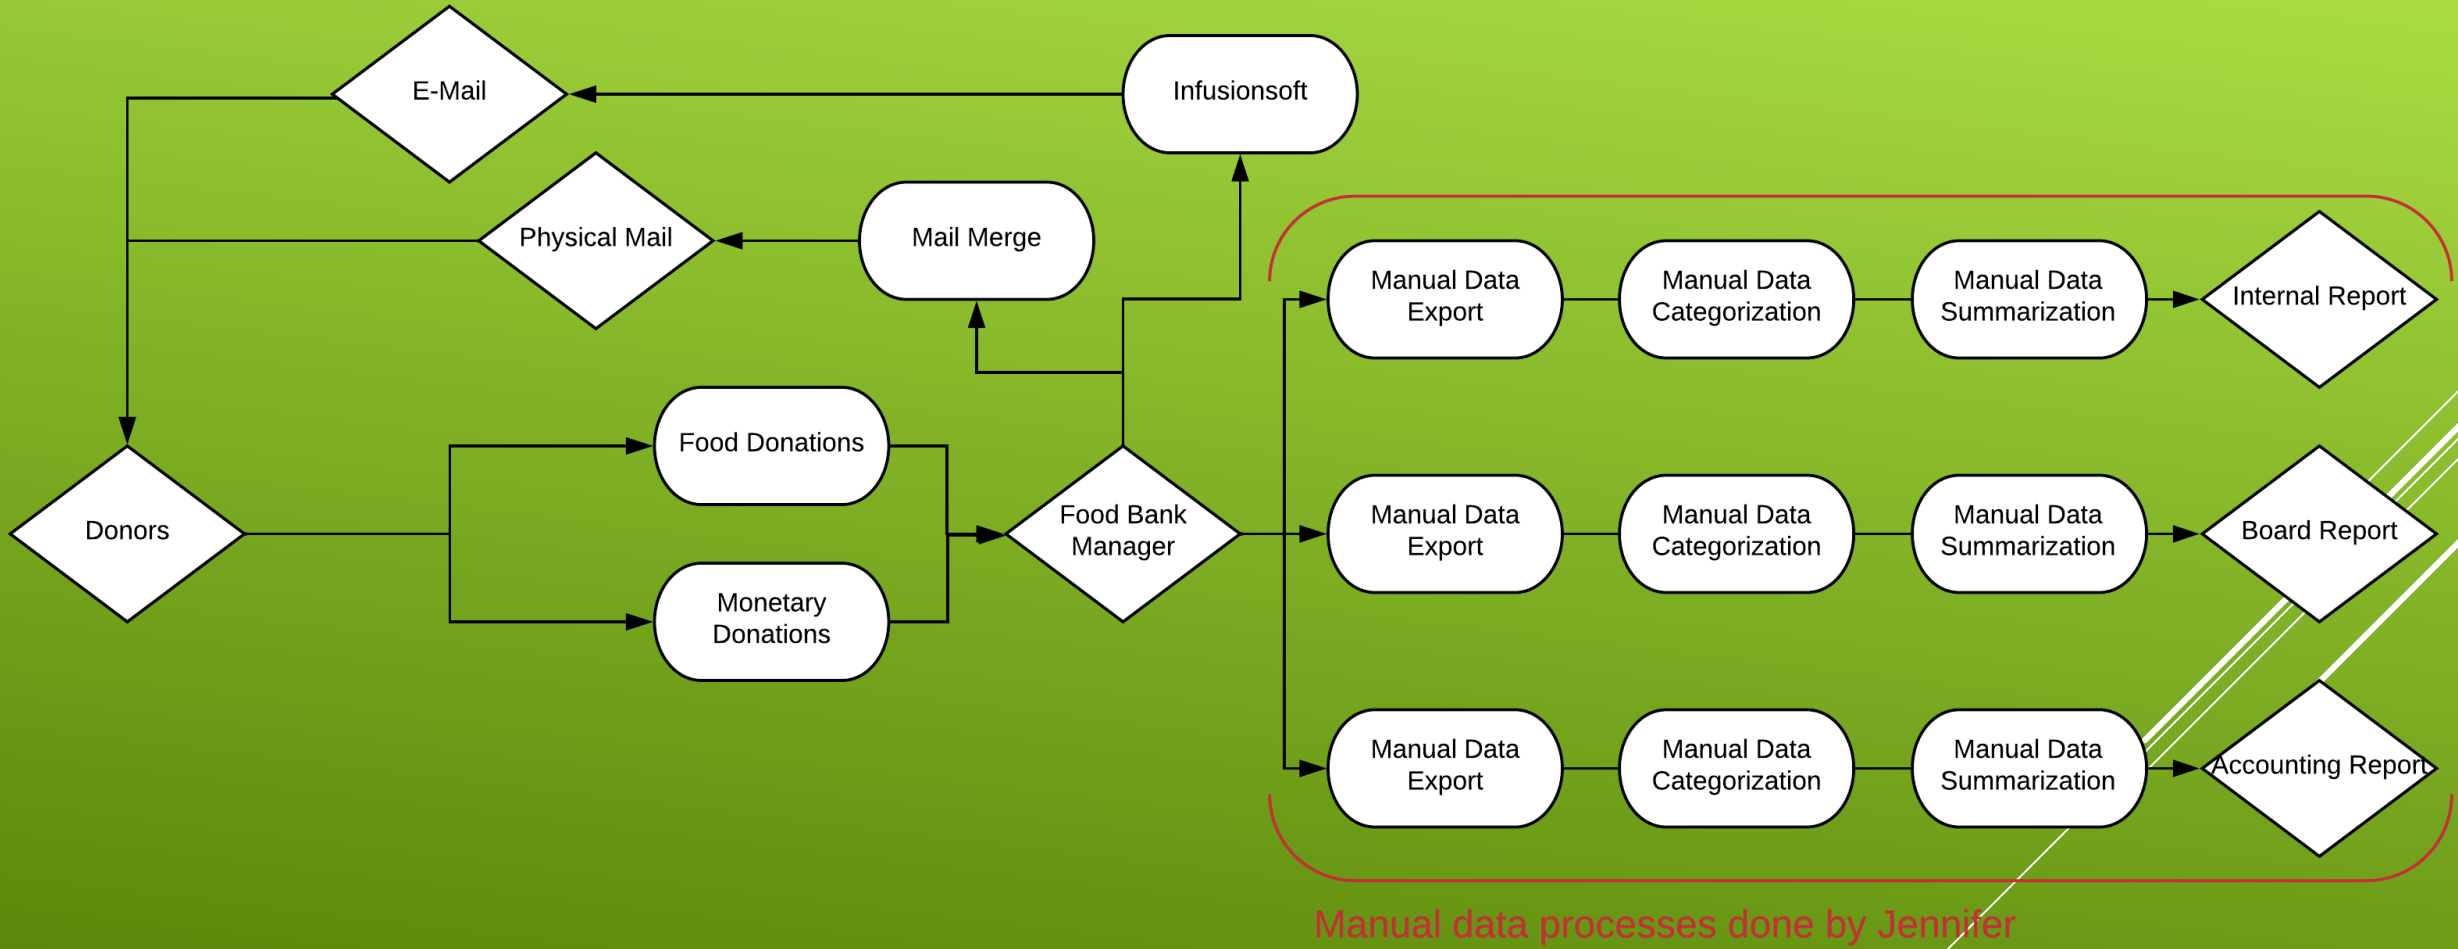 E-Mail
Infusionsoft
Physical Mail
Mail Merge
Manual Data
Export
Manual Data
Categorization
Manual Data
Summarization
Internal Report
Donors
Food Donations
Monetary
Donations
Food Bank
Manager
Manual Data
Export
Manual Data
Categorization
Manual Data
Summarization
Board Report
Manual Data
Export
Manual Data
Categorization
Manual Data
Summarization
Accounting Report
Manual data processes done by Jennifer